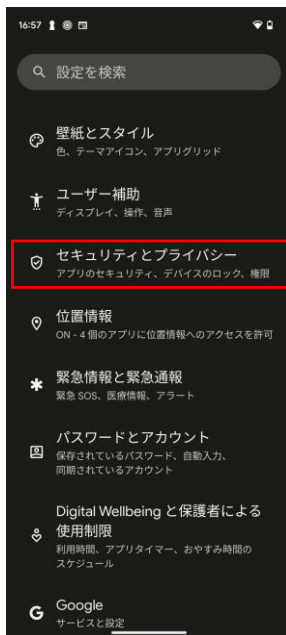 16:57
設定を検索
壁紙とスタイル
色、テーマアイコン、アプリグリッド
ユーザー補助
ディスプレイ、操作、音声
セキュリティとプライバシー
アプリのセキュリティ、デバイスのロック、権限
位置情報
ON - 4 個のアプリに位置情報へのアクセスを許可
緊急情報と緊急通報
緊急 SOS、医療情報、アラート
パスワードとアカウント
保存されているパスワード、自動入力、
同期されているアカウント
Digital Wellbeing と保護者による
使用制限
利用時間、アプリタイマー、おやすみ時間の
スケジュール
Google
サービスと設定